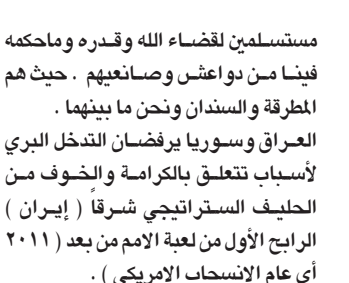 مستسلمين لقضاء الله وقدره وماحكمه
فينا من دواعش وصانعيهم . حيث هم
المطرقة والسندان ونحن ما بينهما .
العراق وسوريا يرفضان التدخل البري
لأسباب تتعلق بالكرامة والخوف من
الحليف الستراتيجي شرقاً ( إيران )
الرابح الأول من لعبة الامم من بعد ( ٢٠١١
أي عام الانسحاب الامريكي ) .